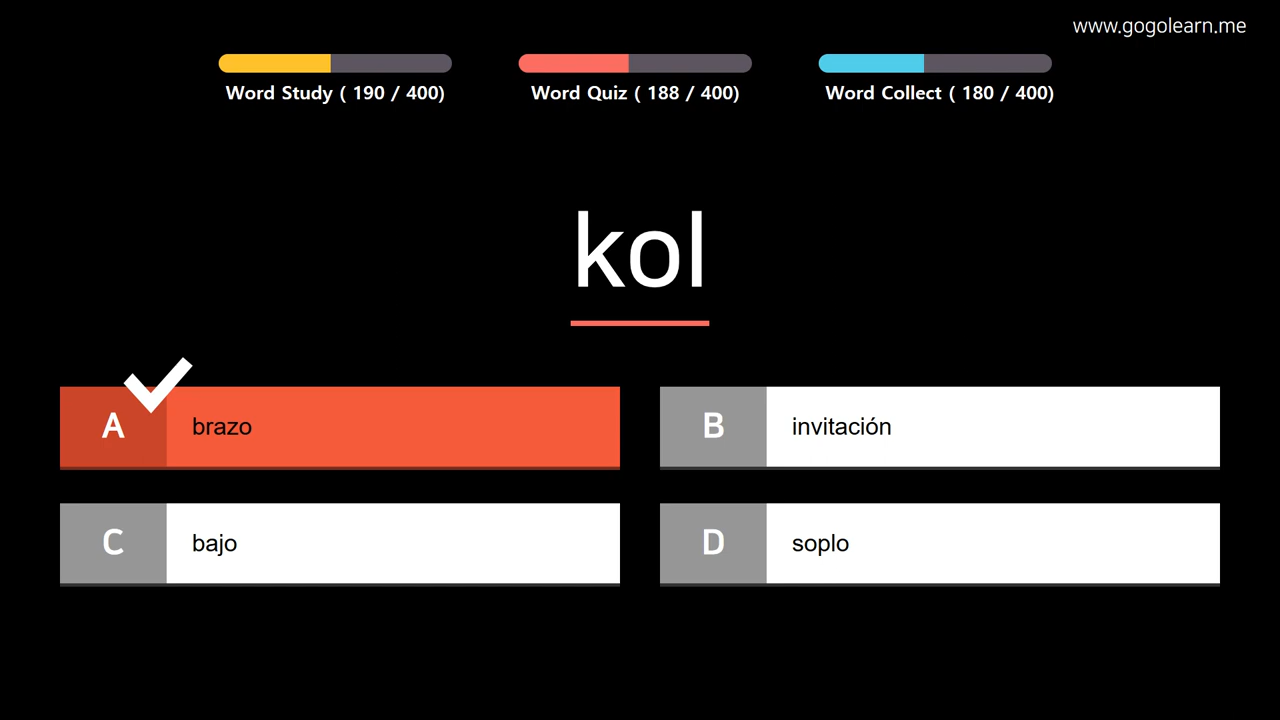 www.gogolearn.me
Word Study ( 190 / 400)
Word Quiz ( 188 / 400)
Word Collect ( 180 / 400)
kol
A brazo
B invitación
C bajo
D soplo